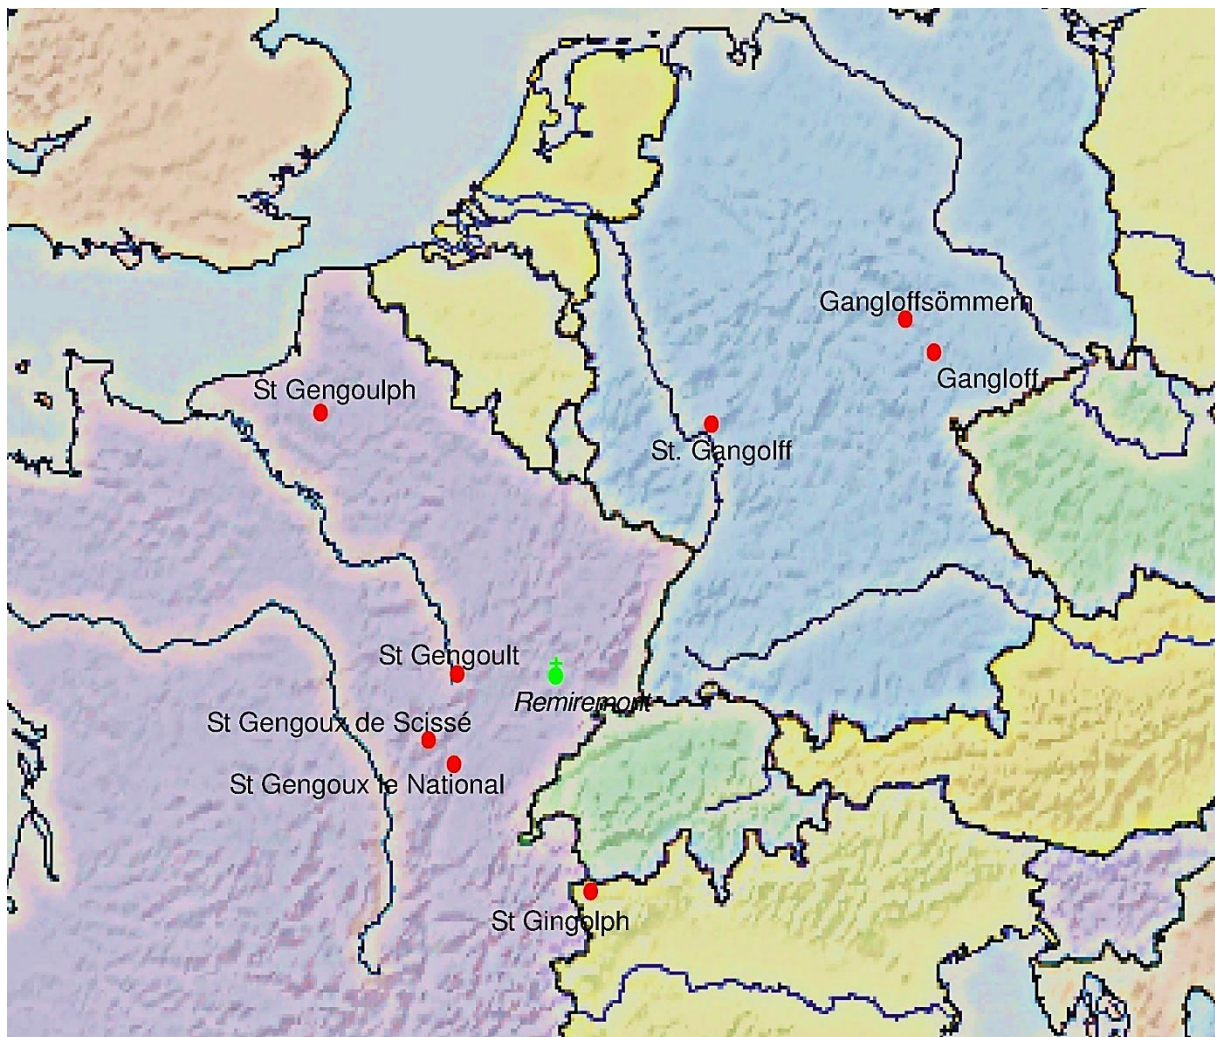 Gangloffsömmern
Gangloff
St Gengoulph
St. Gangolff
St Gengoult
Remiremont
St Gengoux de Scissé
St Gengoux le National
St Gingolph